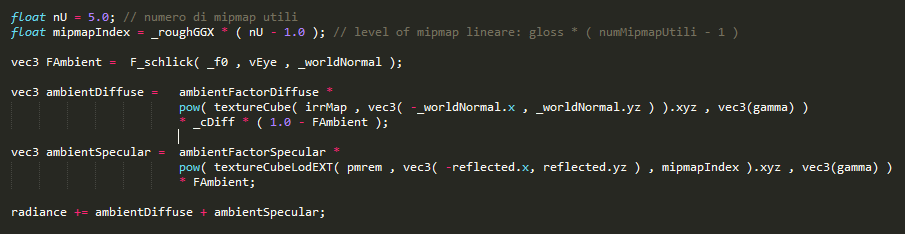 float nU = 5.0; // numero di mipmap utili
float mipmapIndex = _roughGGX * ( nU - 1.0 ); // level of mipmap lineare: gloss * ( numMipmapUtili - 1 )
vec3 FAmbient = F_schlick( _f0 , vEye , _worldNormal );
vec3 ambientDiffuse = ambientFactorDiffuse *
pow( textureCube( irrMap , vec3( -_worldNormal.x , _worldNormal.yz ) ).xyz , vec3(gamma) )
* _cDiff * ( 1.0 - FAmbient );
vec3 ambientSpecular = ambientFactorSpecular *
pow( textureCubeLodEXT( pmrem , vec3( -reflected.x, reflected.yz ) , mipmapIndex ).xyz , vec3(gamma) )
* FAmbient;
radiance += ambientDiffuse + ambientSpecular;